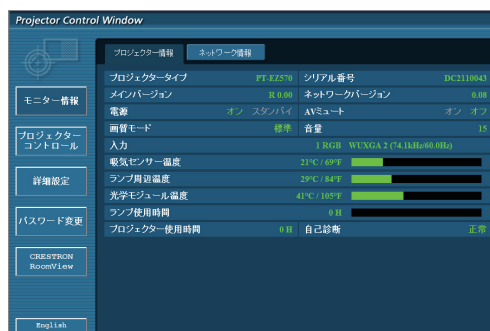 Projector Control Window
プロジェクター情報 ネットワーク情報
モニター情報
プロジェクター
コントロール
詳細設定
パスワード変更
CRESTRON
RoomView
English
プロジェクタータイプ PT-EZ570 シリアル番号 DC2110043
メインバージョン R 0.00 ネットワークバージョン 0.08
電源 オン スタンバイ AVミュート オン オフ
画質モード 標準 音量 15
入力 1 RGB WUXGA 2 (74.1kHz/60.0Hz)
吸気センサー温度 21°C / 69°F
ランプ周辺温度 29°C / 84°F
光学モジュール温度 41°C / 105°F
ランプ使用時間 0 H
プロジェクター使用時間 0 H 自己診断 正常